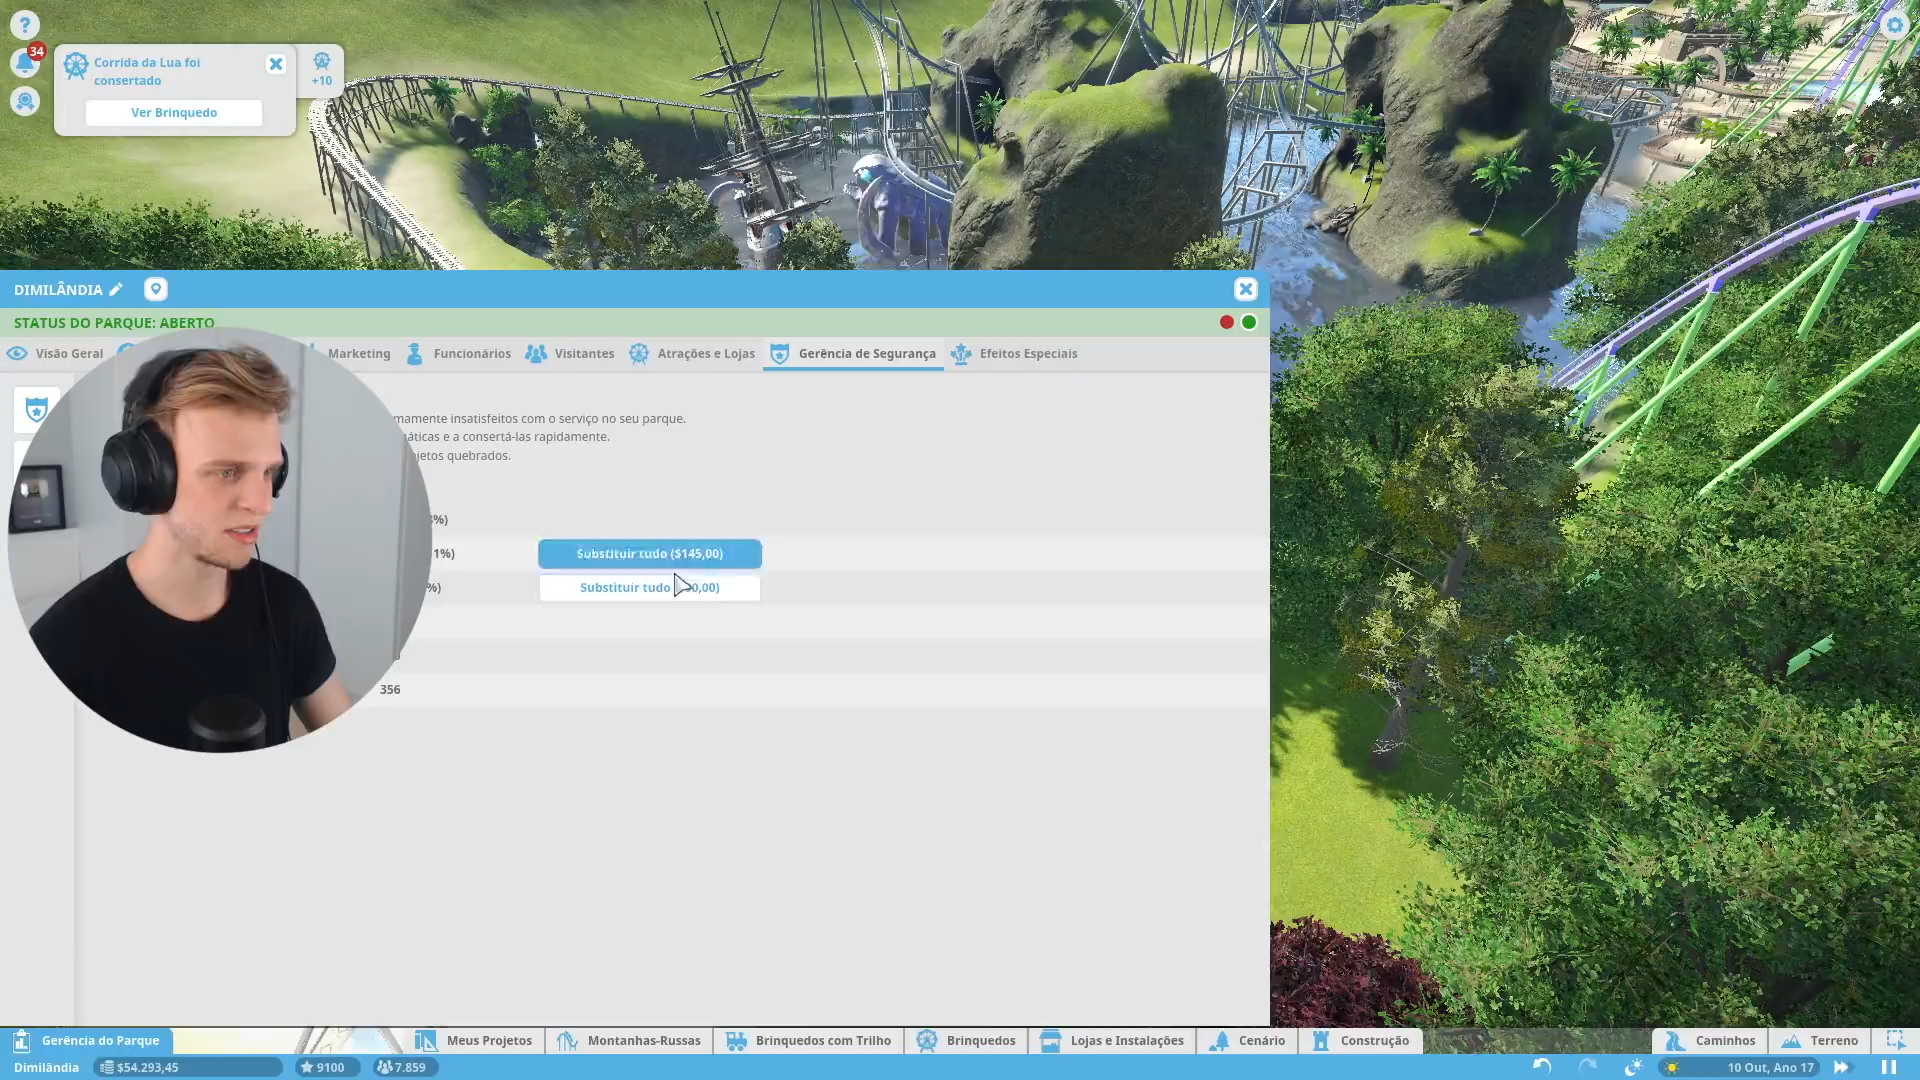 ?
34
Corrida da Lua foi
consertado
+10
Ver Brinquedo
DIMILÂNDIA
STATUS DO PARQUE: ABERTO
Visão Geral
Marketing
Funcionários
Visitantes
Atrações e Lojas
Gerência de Segurança
Efeitos Especiais
mamente insatisfeitos com o serviço no seu parque.
áticas e a consertá-las rapidamente.
jetos quebrados.
%)
1%)
Substituir tudo ($145,00)
%)
Substituir tudo 0,00)
356
Gerência do Parque
Meus Projetos
Montanhas-Russas
Brinquedos com Trilho
Brinquedos
Lojas e Instalações
Cenário
Construção
Caminhos
Terreno
Dimilândia
$54.293,45
9100
7.859
10 Out, Ano 17